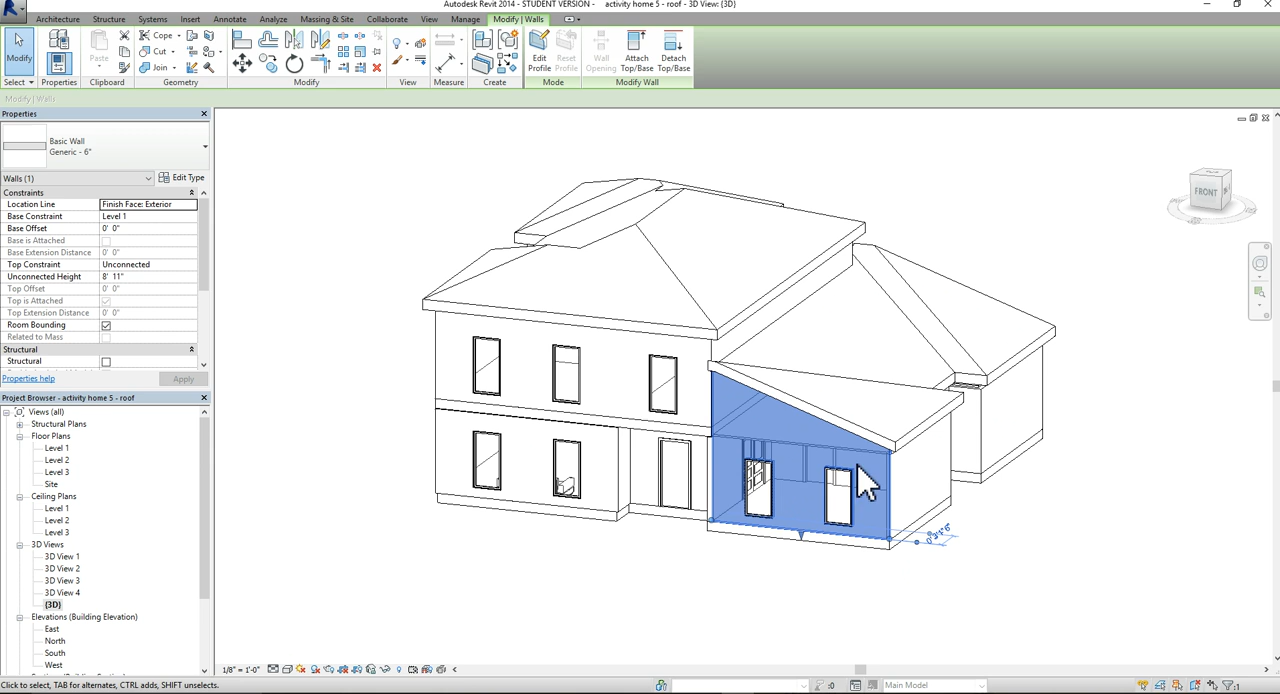 Autodesk Revit 2014 - STUDENT VERSION - activity home 5 - roof - 3D View: {3D}
Architecture Structure Systems Insert Annotate Analyze Massing & Site Collaborate View Manage Modify | Walls
Modify
Paste
Cope
Cut
Join
Edit Profile
Reset Profile
Wall Opening
Attach Top/Base
Detach Top/Base
Select Properties Clipboard Geometry Modify View Measure Create Mode Modify Wall
Modify | Walls
Properties
Basic Wall
Generic - 6"
Walls (1) Edit Type
Constraints
Location Line Finish Face: Exterior
Base Constraint Level 1
Base Offset 0' 0"
Base is Attached
Base Extension Distance 0' 0"
Top Constraint Unconnected
Unconnected Height 8' 11"
Top Offset 0' 0"
Top is Attached
Top Extension Distance 0' 0"
Room Bounding
Related to Mass
Structural
Structural
Properties help Apply
Project Browser - activity home 5 - roof
Views (all)
Structural Plans
Floor Plans
Level 1
Level 2
Level 3
Site
Ceiling Plans
Level 1
Level 2
Level 3
3D Views
3D View 1
3D View 2
3D View 3
3D View 4
{3D}
Elevations (Building Elevation)
East
North
South
West
FRONT
1/8" = 1'-0"
Click to select, TAB for alternates, CTRL adds, SHIFT unselects.
:0
Main Model
:1